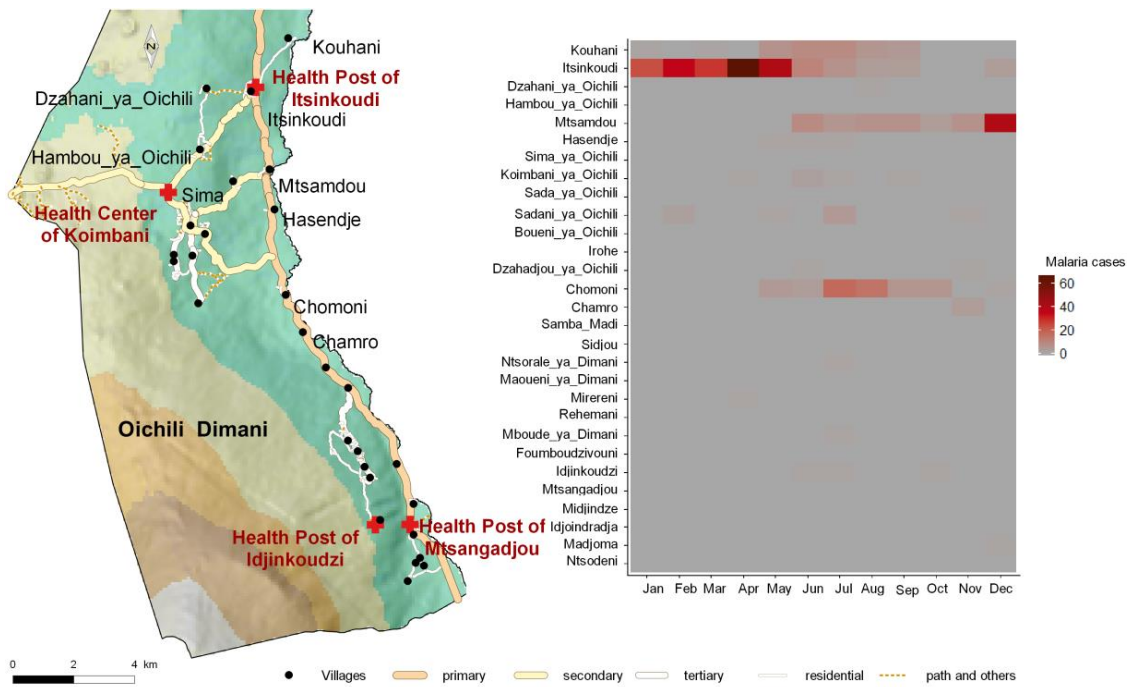 Kouhani
Health Post of
Itsinkoudi
Dzahani_ya_Oichili
Itsinkoudi
Hambou_ya_Oichili
Mtsamdou
Sima
Health Center
of Koimbani
Hasendje
Chomoni
Chamro
Oichili Dimani
Health Post of
Idjinkoudzi
Health Post of
Mtsangadjou
N
0 2 4 km
Villages primary secondary tertiary residential path and others
Kouhani
Itsinkoudi
Dzahani_ya_Oichili
Hambou_ya_Oichili
Mtsamdou
Hasendje
Sima_ya_Oichili
Koimbani_ya_Oichili
Sada_ya_Oichili
Sadani_ya_Oichili
Boueni_ya_Oichili
Irohe
Dzahadjou_ya_Oichili
Chomoni
Chamro
Samba_Madi
Sidjou
Ntsorale_ya_Dimani
Maoueni_ya_Dimani
Mirereni
Rehemani
Mboude_ya_Dimani
Foumboudzivouni
Idjinkoudzi
Mtsangadjou
Midjindze
Idjoindradja
Madjoma
Ntsodeni
Jan Feb Mar Apr May Jun Jul Aug Sep Oct Nov Dec
Malaria cases
60
40
20
0